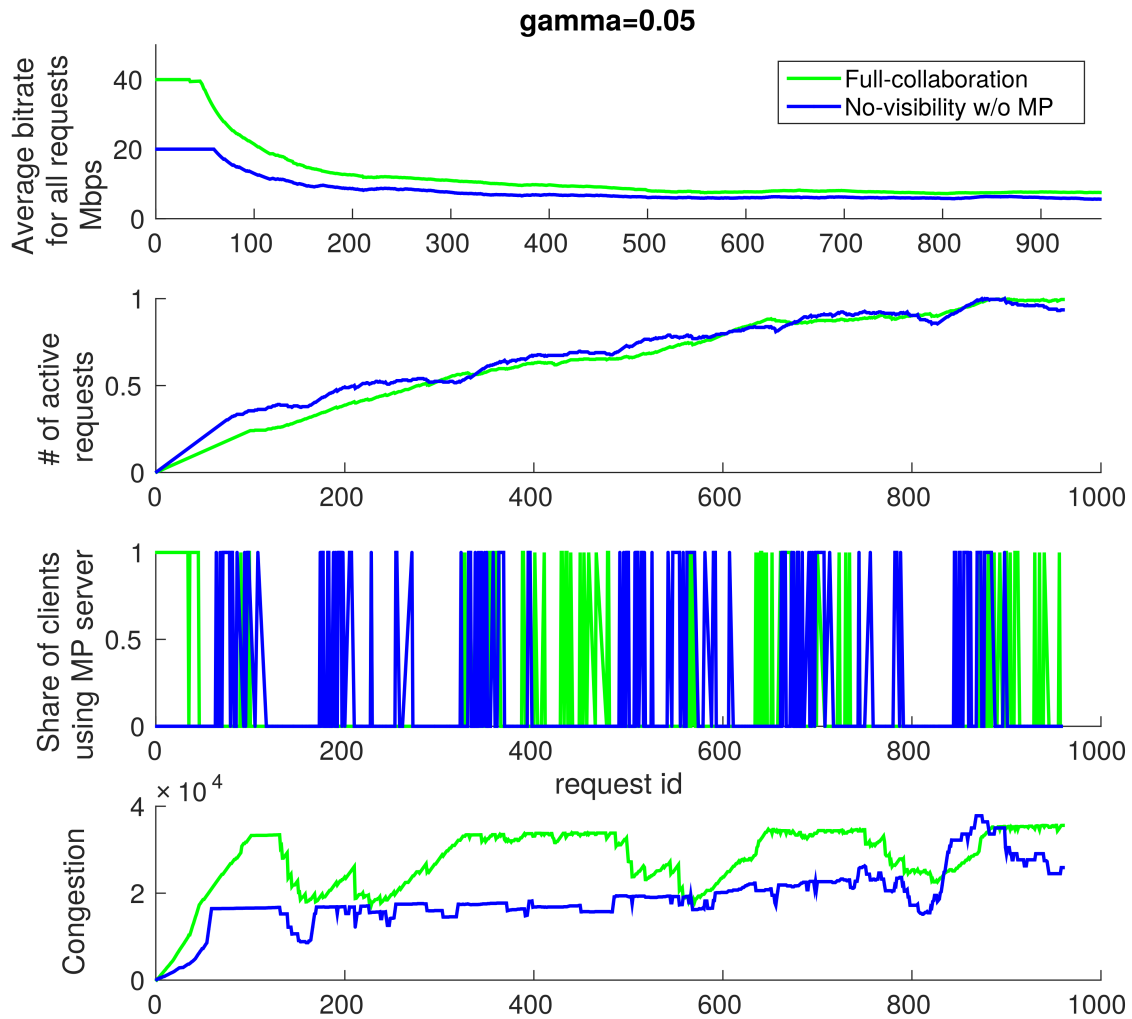 gamma=0.05
Average bitrate
for all requests
Mbps
40
20
0
Full-collaboration
No-visibility w/o MP
0 100 200 300 400 500 600 700 800 900
# of active
requests
1
0.5
0
0 200 400 600 800 1000
Share of clients
using MP server
1
0.5
0
0 200 400 600 800 1000
request id
× 10^4
Congestion
4
2
0
0 200 400 600 800 1000